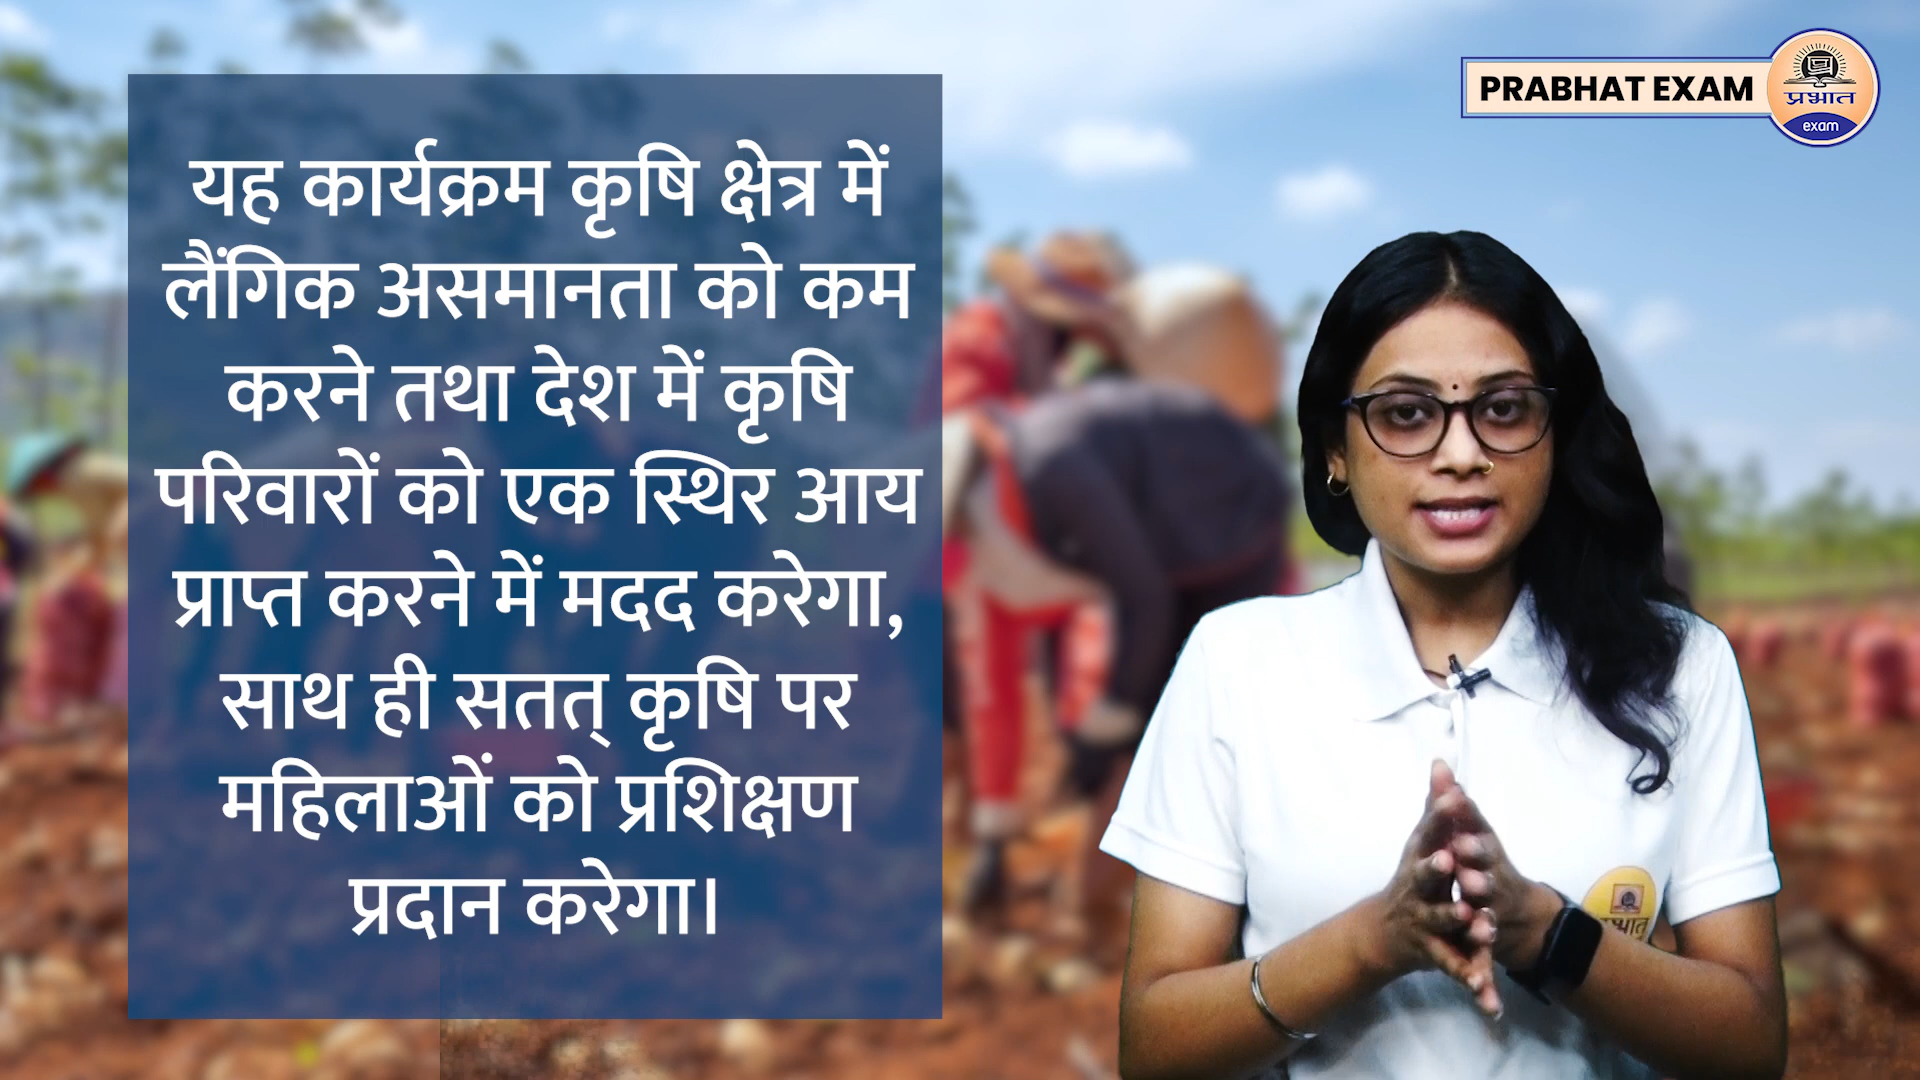 PRABHAT EXAM
प्रभात
exam
यह कार्यक्रम कृषि क्षेत्र में
लैंगिक असमानता को कम
करने तथा देश में कृषि
परिवारों को एक स्थिर आय
प्राप्त करने में मदद करेगा,
साथ ही सतत् कृषि पर
महिलाओं को प्रशिक्षण
प्रदान करेगा।
प्रभात